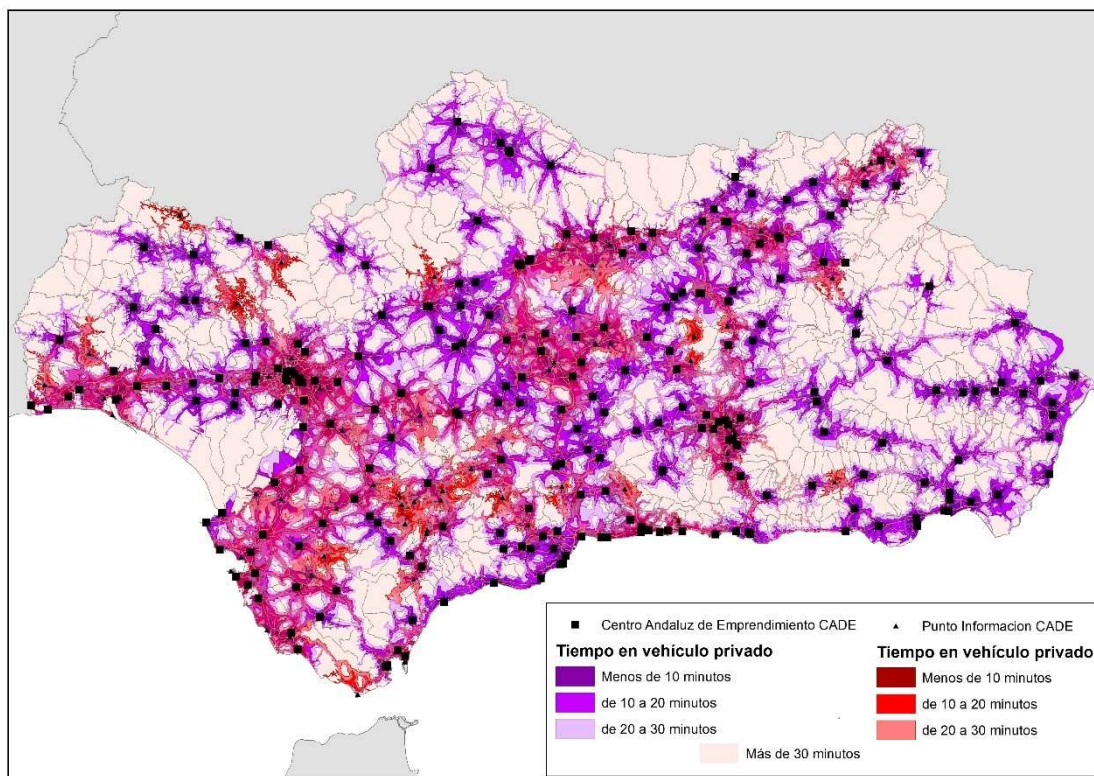 Centro Andaluz de Emprendimiento CADE
Punto Informacion CADE
Tiempo en vehículo privado
Tiempo en vehículo privado
Menos de 10 minutos
Menos de 10 minutos
de 10 a 20 minutos
de 10 a 20 minutos
de 20 a 30 minutos
de 20 a 30 minutos
Más de 30 minutos